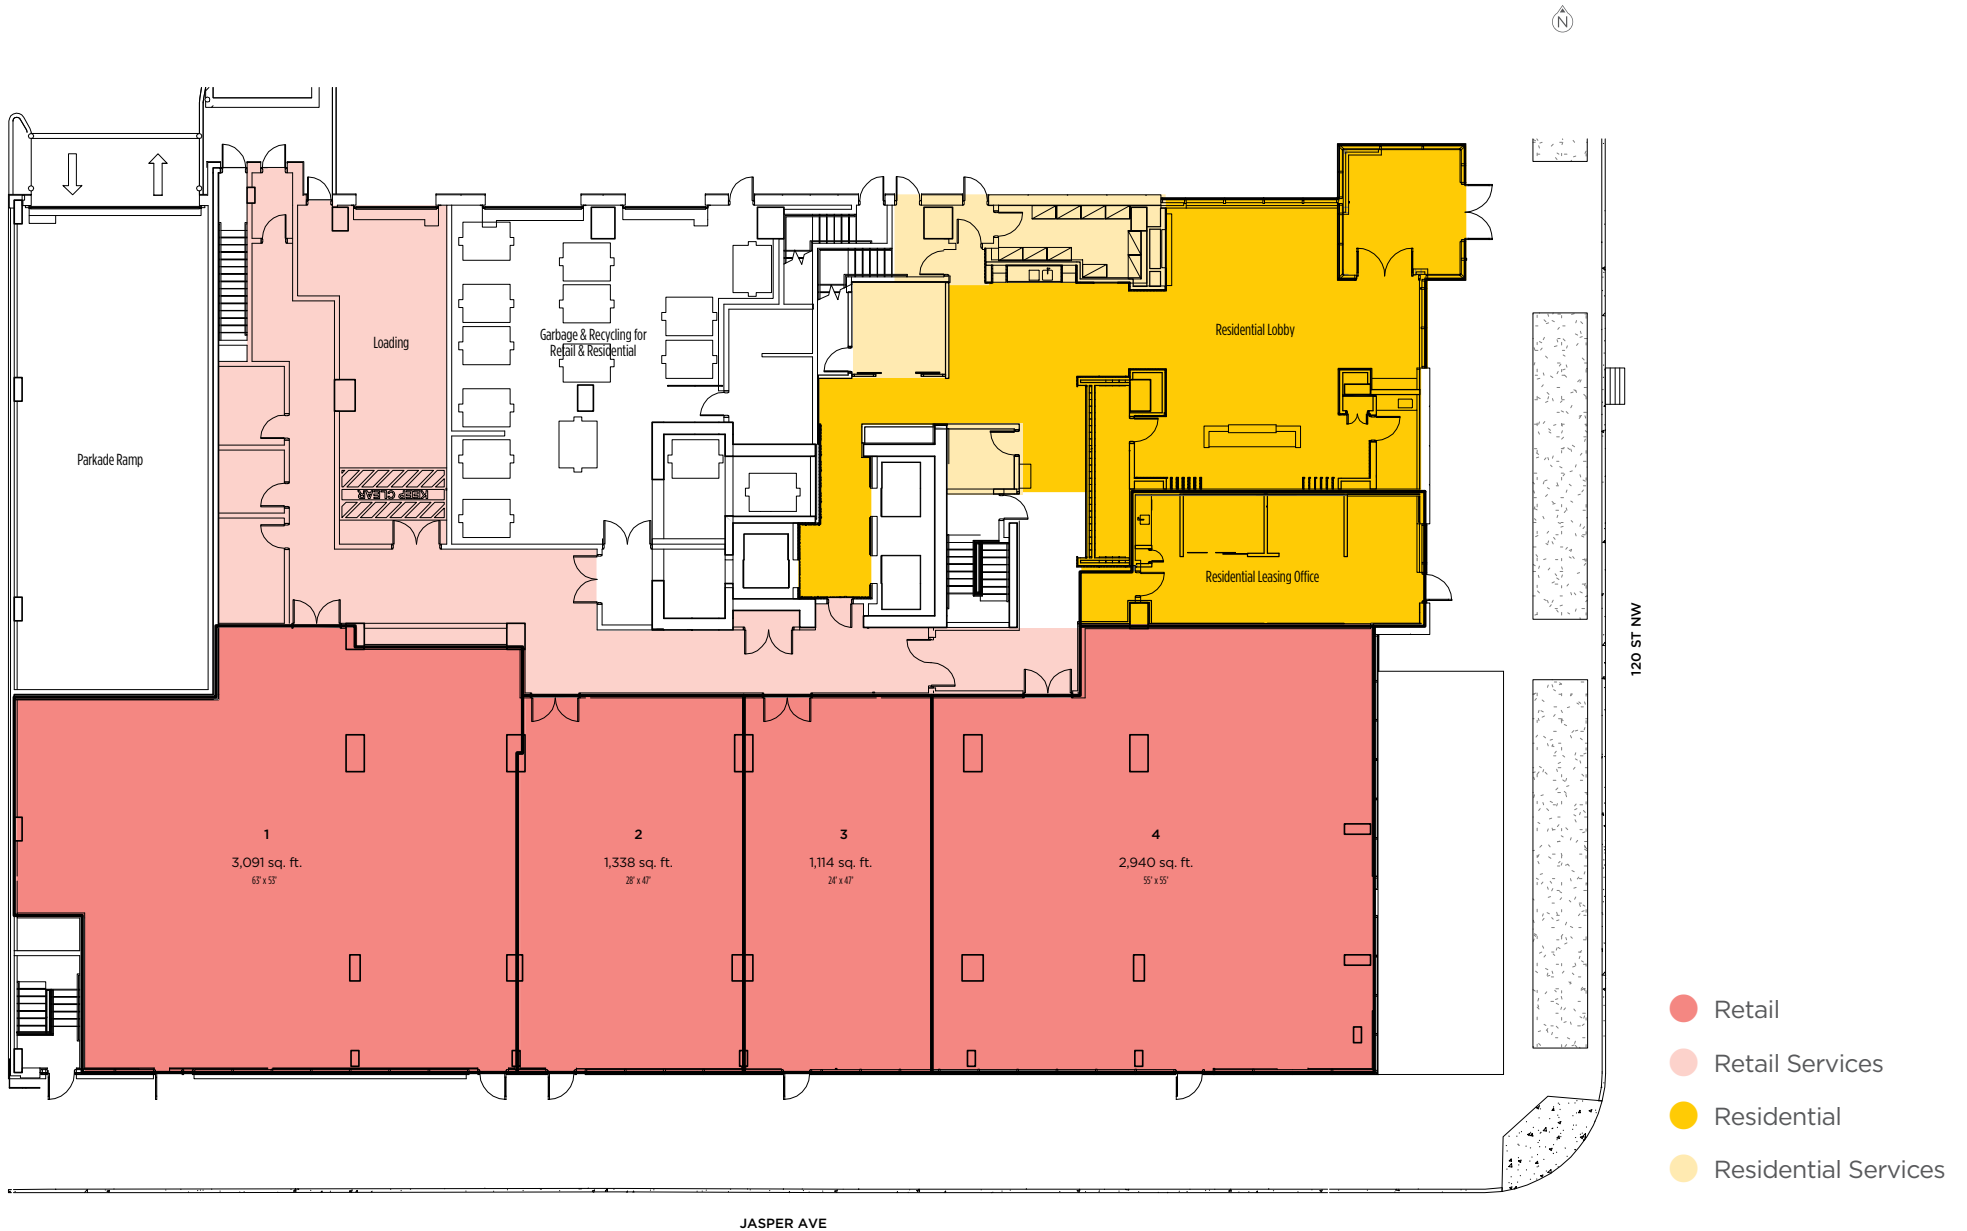 N
Garbage & Recycling for
Retail & Residential
Residential Lobby
Loading
Parkade Ramp
KEEP CLEAR
Residential Leasing Office
120 ST NW
1
3,091 sq. ft.
63' x 53'
2
1,338 sq. ft.
28' x 47'
3
1,114 sq. ft.
24' x 47'
4
2,940 sq. ft.
55' x 55'
Retail
Retail Services
Residential
Residential Services
JASPER AVE